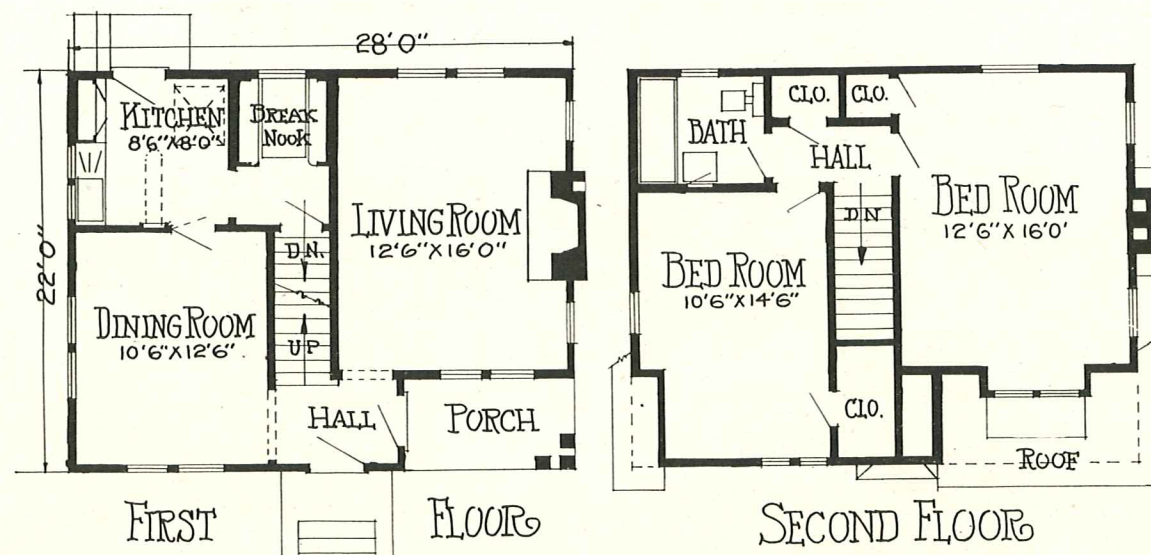 28'0"
22'0"
KITCHEN
8'6"X8'0"
BREAK
NOOK
LIVING ROOM
12'6"X16'0"
D.N.
DINING ROOM
10'6"X12'6"
UP
HALL
PORCH
FIRST FLOOR
CLO.
CLO.
BATH
HALL
BED ROOM
12'6"X16'0'
D.N
BED ROOM
10'6"X14'6"
CLO.
ROOF
SECOND FLOOR